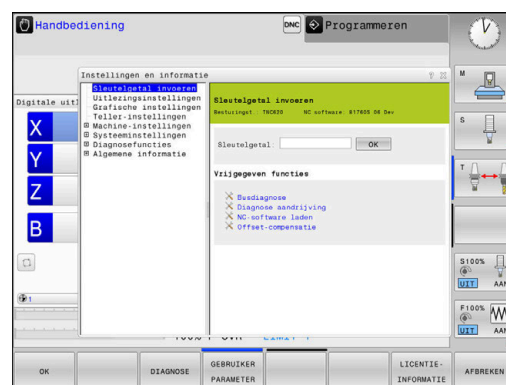 Handbediening
DNC
Programmeren
Instellingen en informatie
Digitale uit
X
Y
Z
B
1
Sleutelgetal invoeren
Uitlezingsinstellingen
Grafische instellingen
Teller-instellingen
Machine-instellingen
Systeeminstellingen
Diagnosefuncties
Algemene informatie
Sleutelgetal invoeren
Besturingst.: TNC620 NC software: 817605 06 Dev
Sleutelgetal:
OK
Vrijgegeven functies
Busdiagnose
Diagnose aandrijving
NC-software laden
Offset-compensatie
M
S
T
S100%
UIT AAN
F100%
UIT AAN
OK
DIAGNOSE
GEBRUIKER
PARAMETER
LICENTIE-
INFORMATIE
AFBREKEN